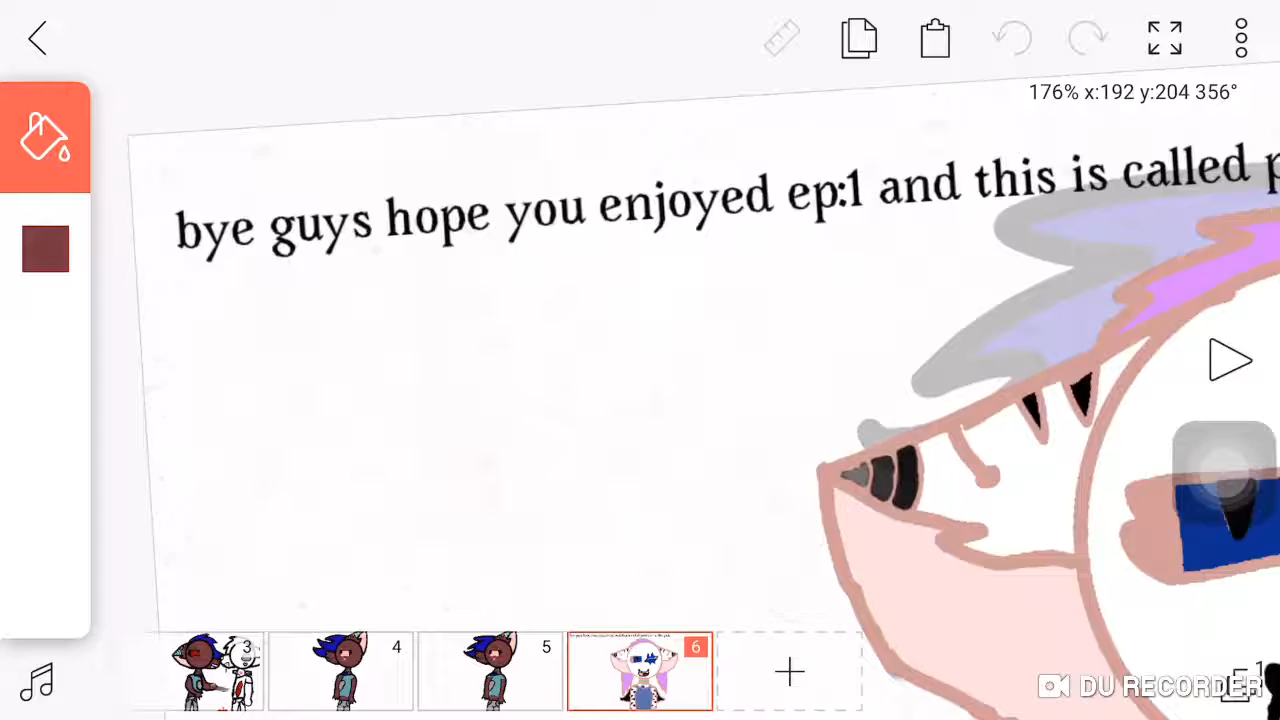 176% x:192 y:204 356°
bye guys hope you enjoyed ep:1 and this is called
3
4
5
6
1
DU RECORDER